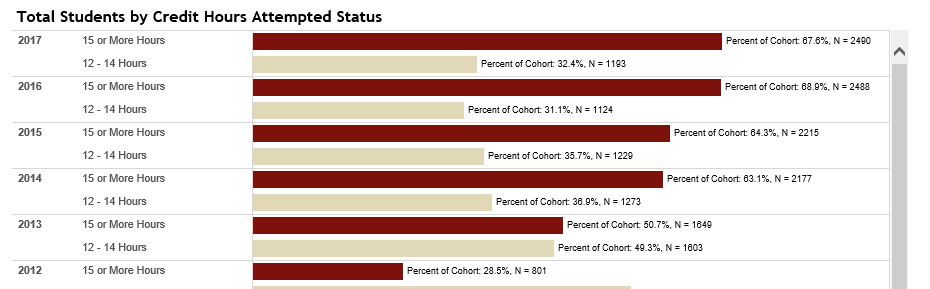 Total Students by Credit Hours Attempted Status
2017 15 or More Hours Percent of Cohort: 67.6%, N = 2490
12 - 14 Hours Percent of Cohort: 32.4%, N = 1193
2016 15 or More Hours Percent of Cohort: 68.9%, N = 2488
12 - 14 Hours Percent of Cohort: 31.1%, N = 1124
2015 15 or More Hours Percent of Cohort: 64.3%, N = 2215
12 - 14 Hours Percent of Cohort: 35.7%, N = 1229
2014 15 or More Hours Percent of Cohort: 63.1%, N = 2177
12 - 14 Hours Percent of Cohort: 36.9%, N = 1273
2013 15 or More Hours Percent of Cohort: 50.7%, N = 1649
12 - 14 Hours Percent of Cohort: 49.3%, N = 1603
2012 15 or More Hours Percent of Cohort: 28.5%, N = 801